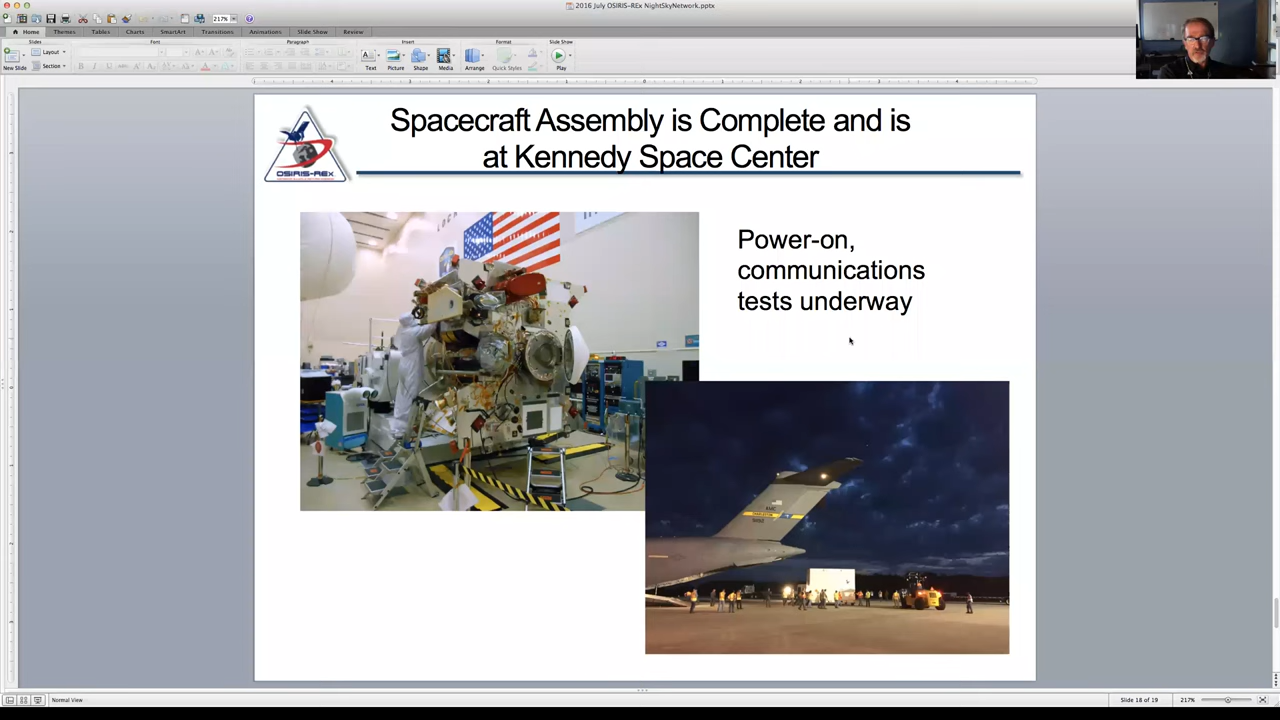 2016 July OSIRIS-REx NightSkyNetwork.pptx
217%
Home Themes Tables Charts SmartArt Transitions Animations Slide Show Review
Slides Font Paragraph Insert Format Slide Show
New Slide Layout Section Text Picture Shape Media Arrange Quick Styles Play
Spacecraft Assembly is Complete and is
at Kennedy Space Center
OSIRIS-REx
Power-on,
communications
tests underway
Normal View Slide 18 of 19 217%